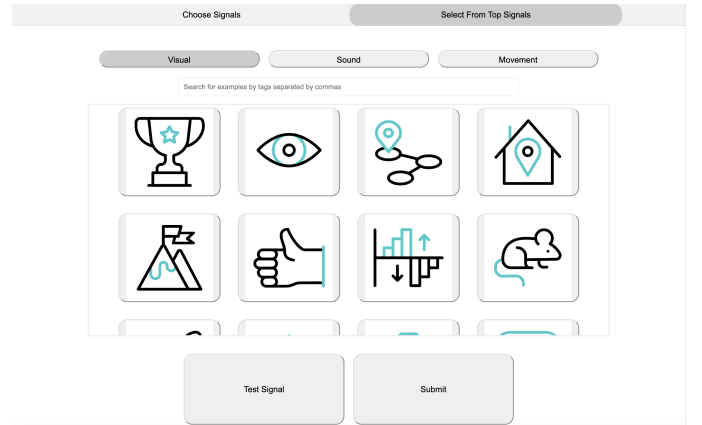 Choose Signals
Select From Top Signals
Visual
Sound
Movement
Search for examples by tags separated by commas
Test Signal
Submit